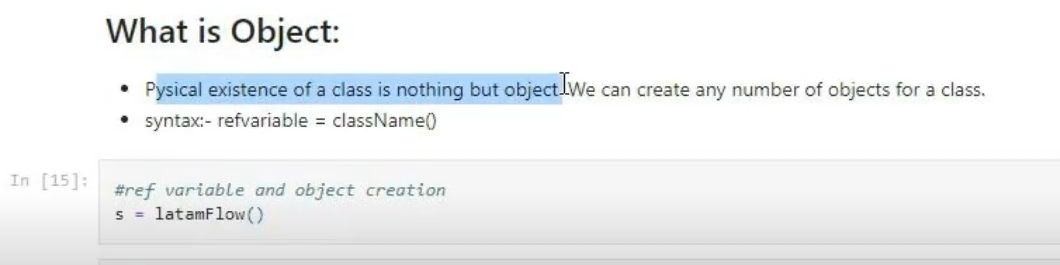 What is Object:
Pysical existence of a class is nothing but object. We can create any number of objects for a class.
syntax:- refvariable = className()
In [15]:
#ref variable and object creation
s = latamFlow()